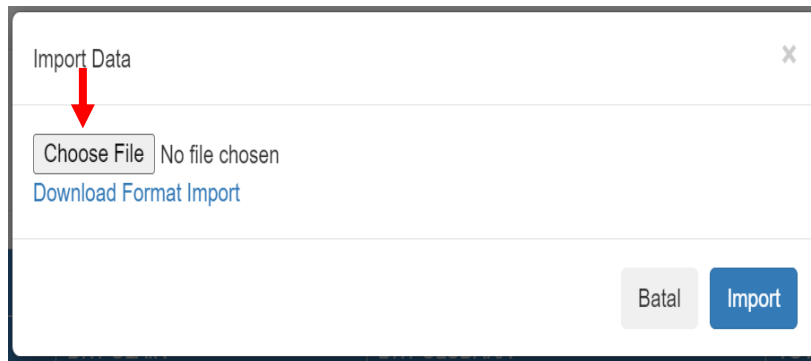 Import Data
×
Choose File No file chosen
Download Format Import
Batal Import